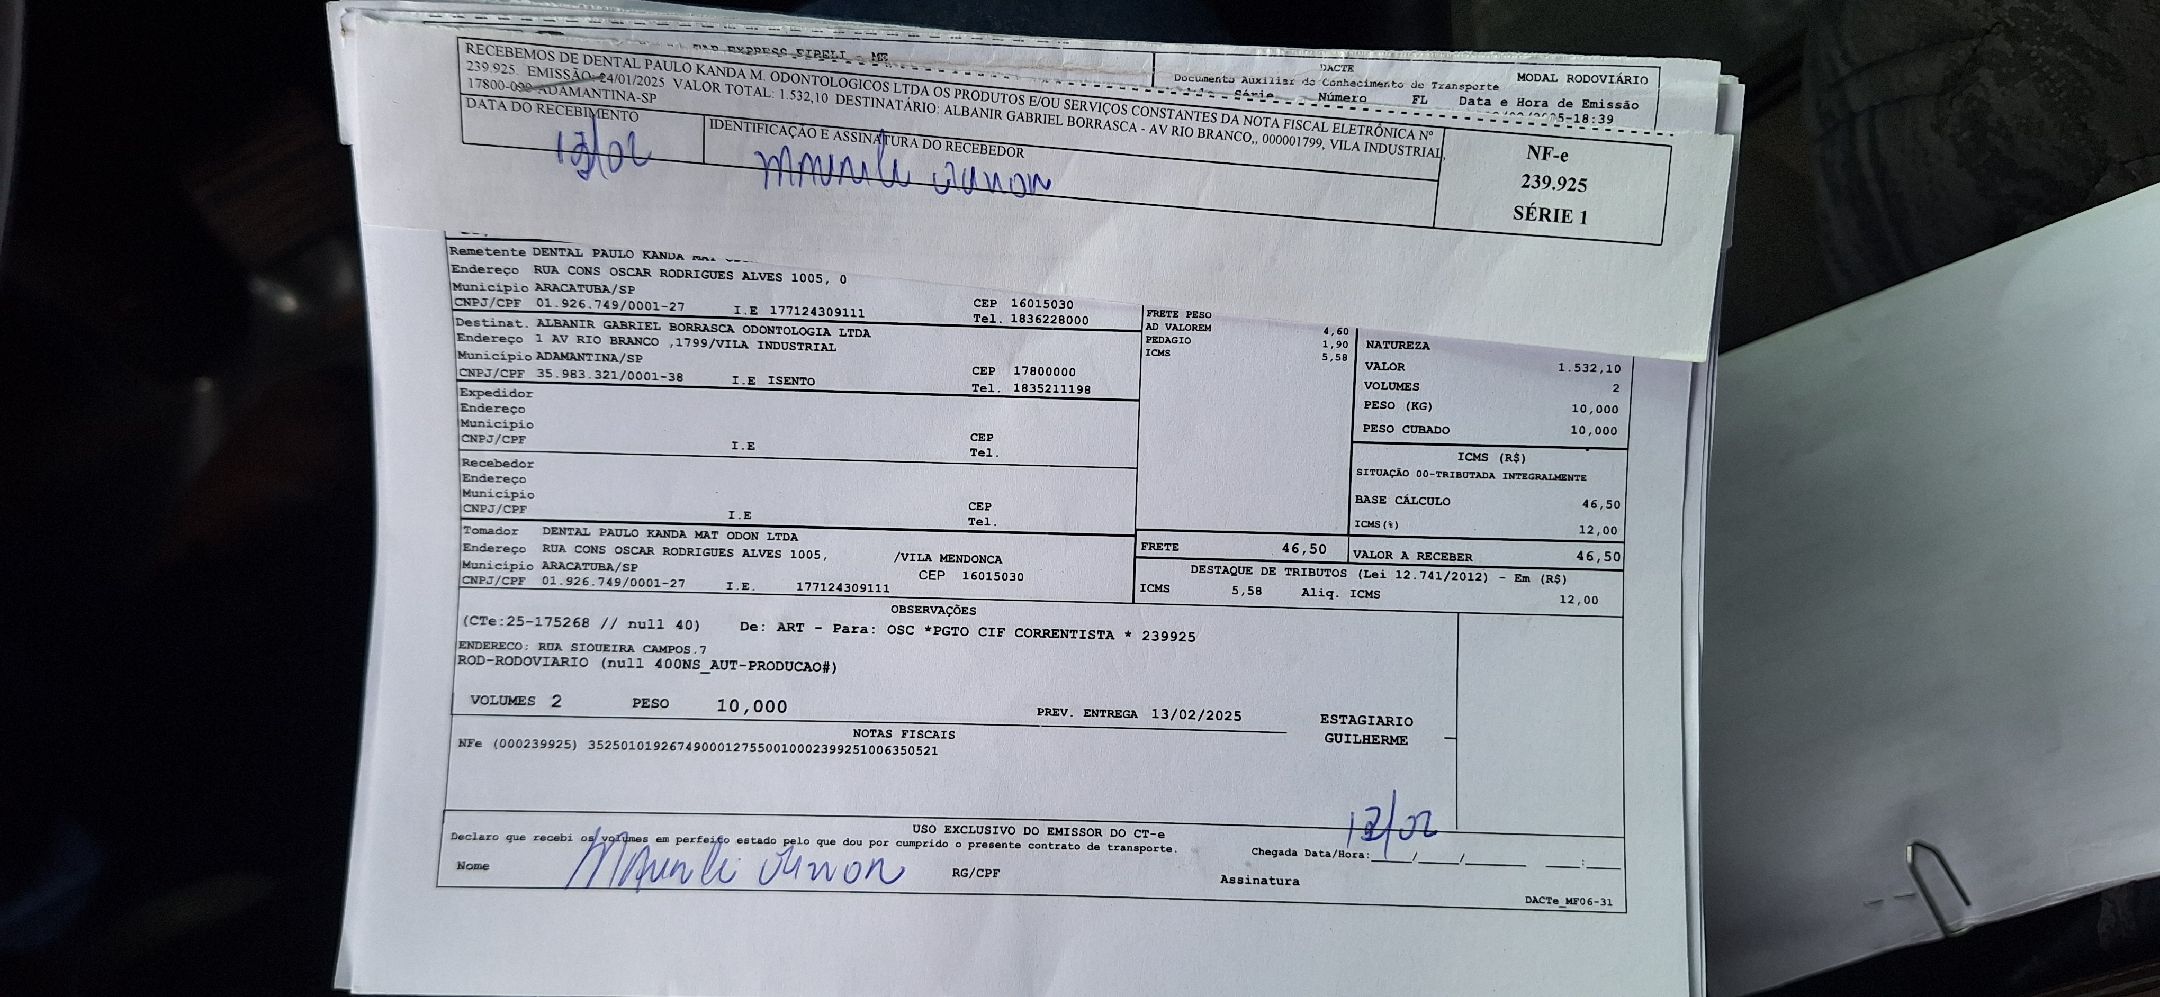 EXPRESS EIRELI - ME
DACTE
Documento Auxiliar do Conhecimento de Transporte
MODAL RODOVIÁRIO
Série Número FL Data e Hora de Emissão
-18:39
RECEBEMOS DE DENTAL PAULO KANDA M. ODONTOLOGICOS LTDA OS PRODUTOS E/OU SERVIÇOS CONSTANTES DA NOTA FISCAL ELETRÔNICA Nº
239.925. EMISSÃO 24/01/2025 VALOR TOTAL: 1.532,10 DESTINATÁRIO: ALBANIR GABRIEL BORRASCA - AV RIO BRANCO,, 000001799, VILA INDUSTRIAL,
ADAMANTINA-SP
DATA DO RECEBIMENTO
IDENTIFICAÇÃO E ASSINATURA DO RECEBEDOR
13/02
NF-e
239.925
SÉRIE 1
Remetente DENTAL PAULO KANDA
Endereço RUA CONS OSCAR RODRIGUES ALVES 1005, 0
Município ARACATUBA/SP CEP 16015030
CNPJ/CPF 01.926.749/0001-27 I.E 177124309111 Tel. 1836228000
Destinat. ALBANIR GABRIEL BORRASCA ODONTOLOGIA LTDA
Endereço 1 AV RIO BRANCO ,1799/VILA INDUSTRIAL
Município ADAMANTINA/SP CEP 17800000
CNPJ/CPF 35.983.321/0001-38 I.E ISENTO Tel. 1835211198
Expedidor
Endereço
Município CEP
CNPJ/CPF I.E Tel.
Recebedor
Endereço
Município CEP
CNPJ/CPF I.E Tel.
Tomador DENTAL PAULO KANDA MAT ODON LTDA
Endereço RUA CONS OSCAR RODRIGUES ALVES 1005, /VILA MENDONCA
Município ARACATUBA/SP CEP 16015030
CNPJ/CPF 01.926.749/0001-27 I.E. 177124309111
FRETE PESO
AD VALOREM 4,60
PEDAGIO 1,90
ICMS 5,58
NATUREZA
VALOR 1.532,10
VOLUMES 2
PESO (KG) 10,000
PESO CUBADO 10,000
ICMS (R$)
SITUAÇÃO 00-TRIBUTADA INTEGRALMENTE
BASE CÁLCULO 46,50
ICMS(%) 12,00
FRETE 46,50 VALOR A RECEBER 46,50
DESTAQUE DE TRIBUTOS (Lei 12.741/2012) - Em (R$)
ICMS 5,58 Aliq. ICMS 12,00
OBSERVAÇÕES
(CTe:25-175268 // null 40) De: ART - Para: OSC *PGTO CIF CORRENTISTA * 239925
ENDERECO: RUA SIQUEIRA CAMPOS,7
ROD-RODOVIARIO (null 400NS_AUT-PRODUCAO#)
VOLUMES 2 PESO 10,000 PREV. ENTREGA 13/02/2025
ESTAGIARIO
GUILHERME
NOTAS FISCAIS
NFe (000239925) 35250101926749000127550010002399251006350521
USO EXCLUSIVO DO EMISSOR DO CT-e
Declaro que recebi os volumes em perfeito estado pelo que dou por cumprido o presente contrato de transporte.
13/02
Chegada Data/Hora:____/____/______ ___:___
Nome RG/CPF Assinatura
DACTe_MF06-31